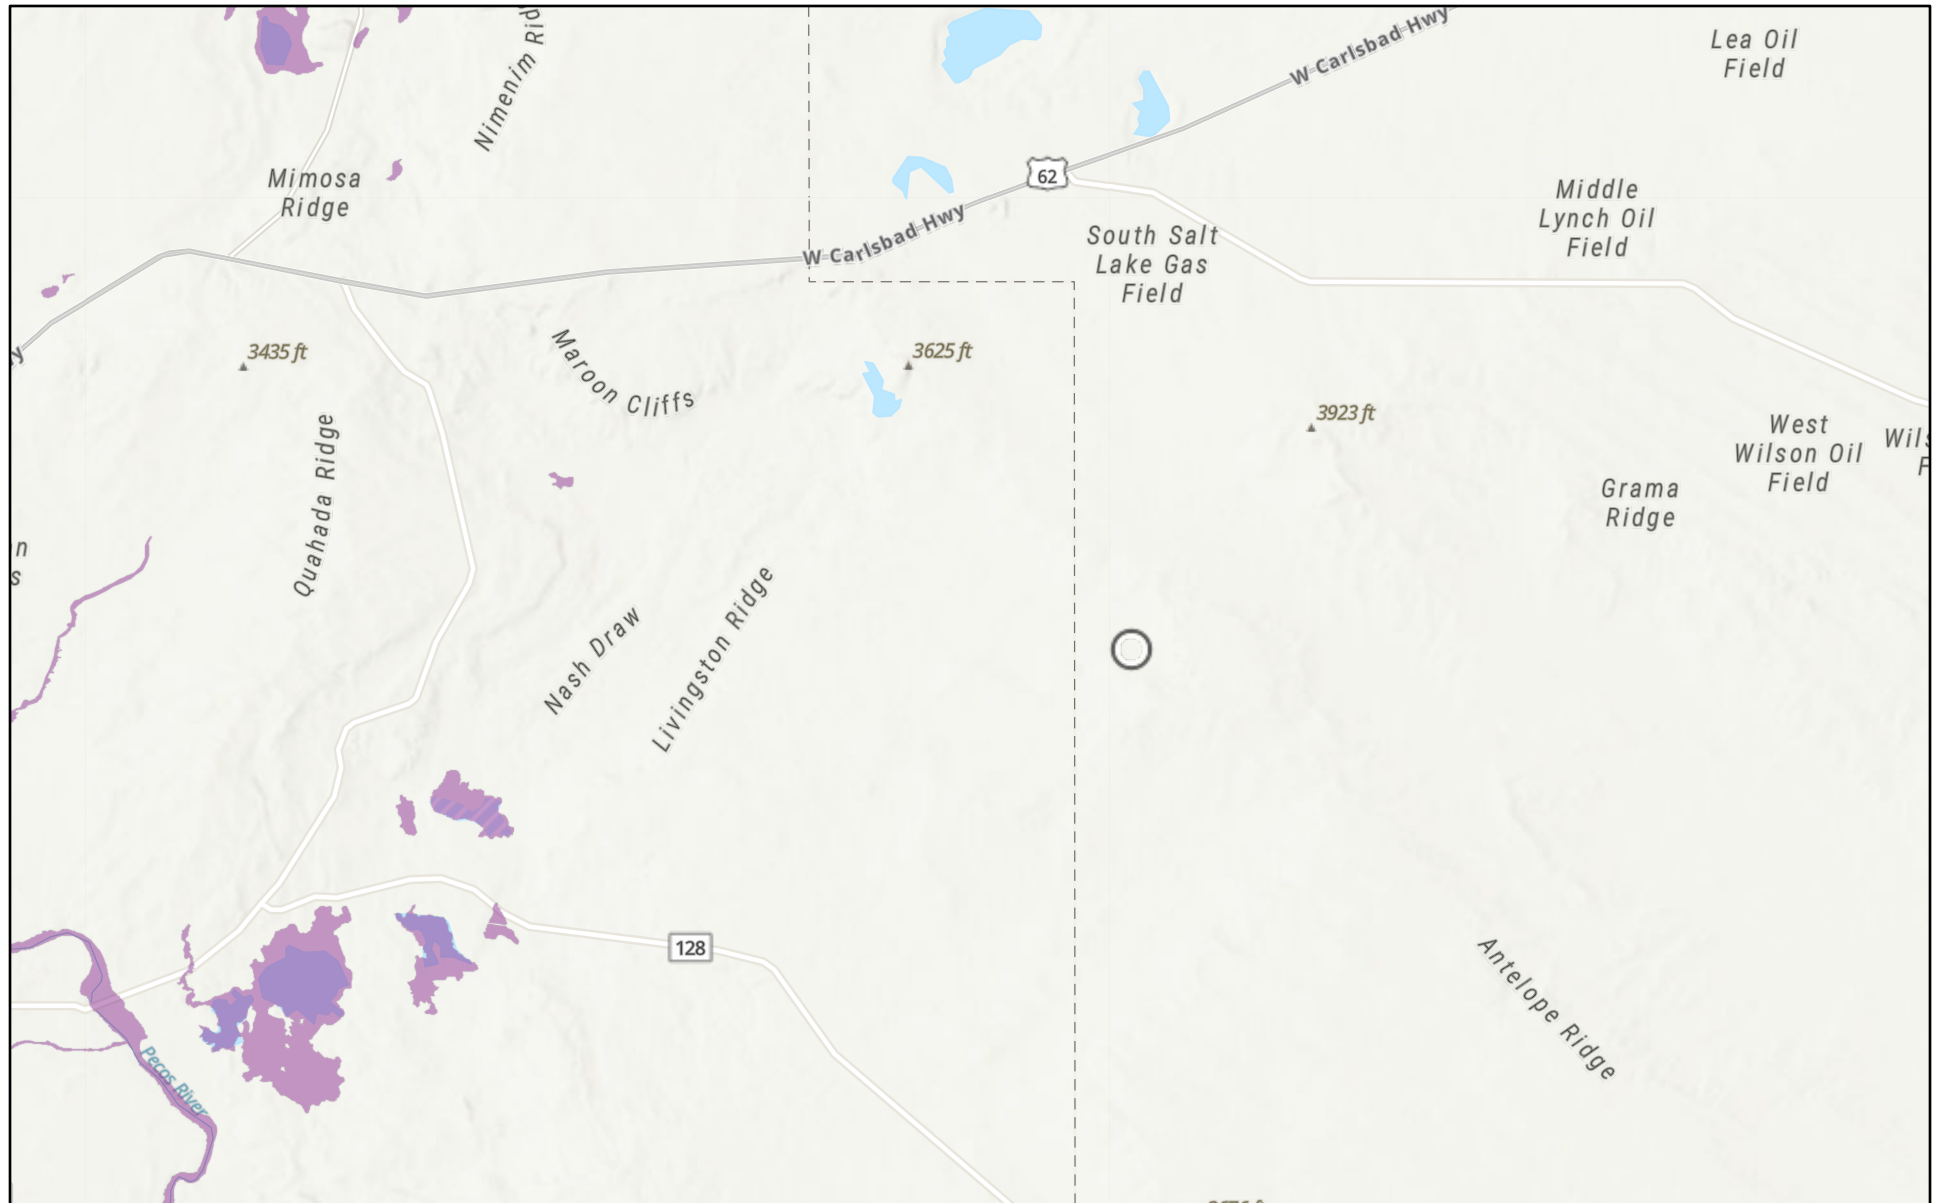 W Carlsbad Hwy
Lea Oil
Field
Nimenim Rip
Mimosa
Ridge
62
Middle
Lynch Oil
Field
W Carlsbad Hwy
South Salt
Lake Gas
Field
3435 ft
Maroon Cliffs
3625 ft
3923 ft
Quahada Ridge
West
Wilson Oil
Field
Grama
Ridge
Nash Draw
Livingston Ridge
128
Antelope Ridge
Pecos River